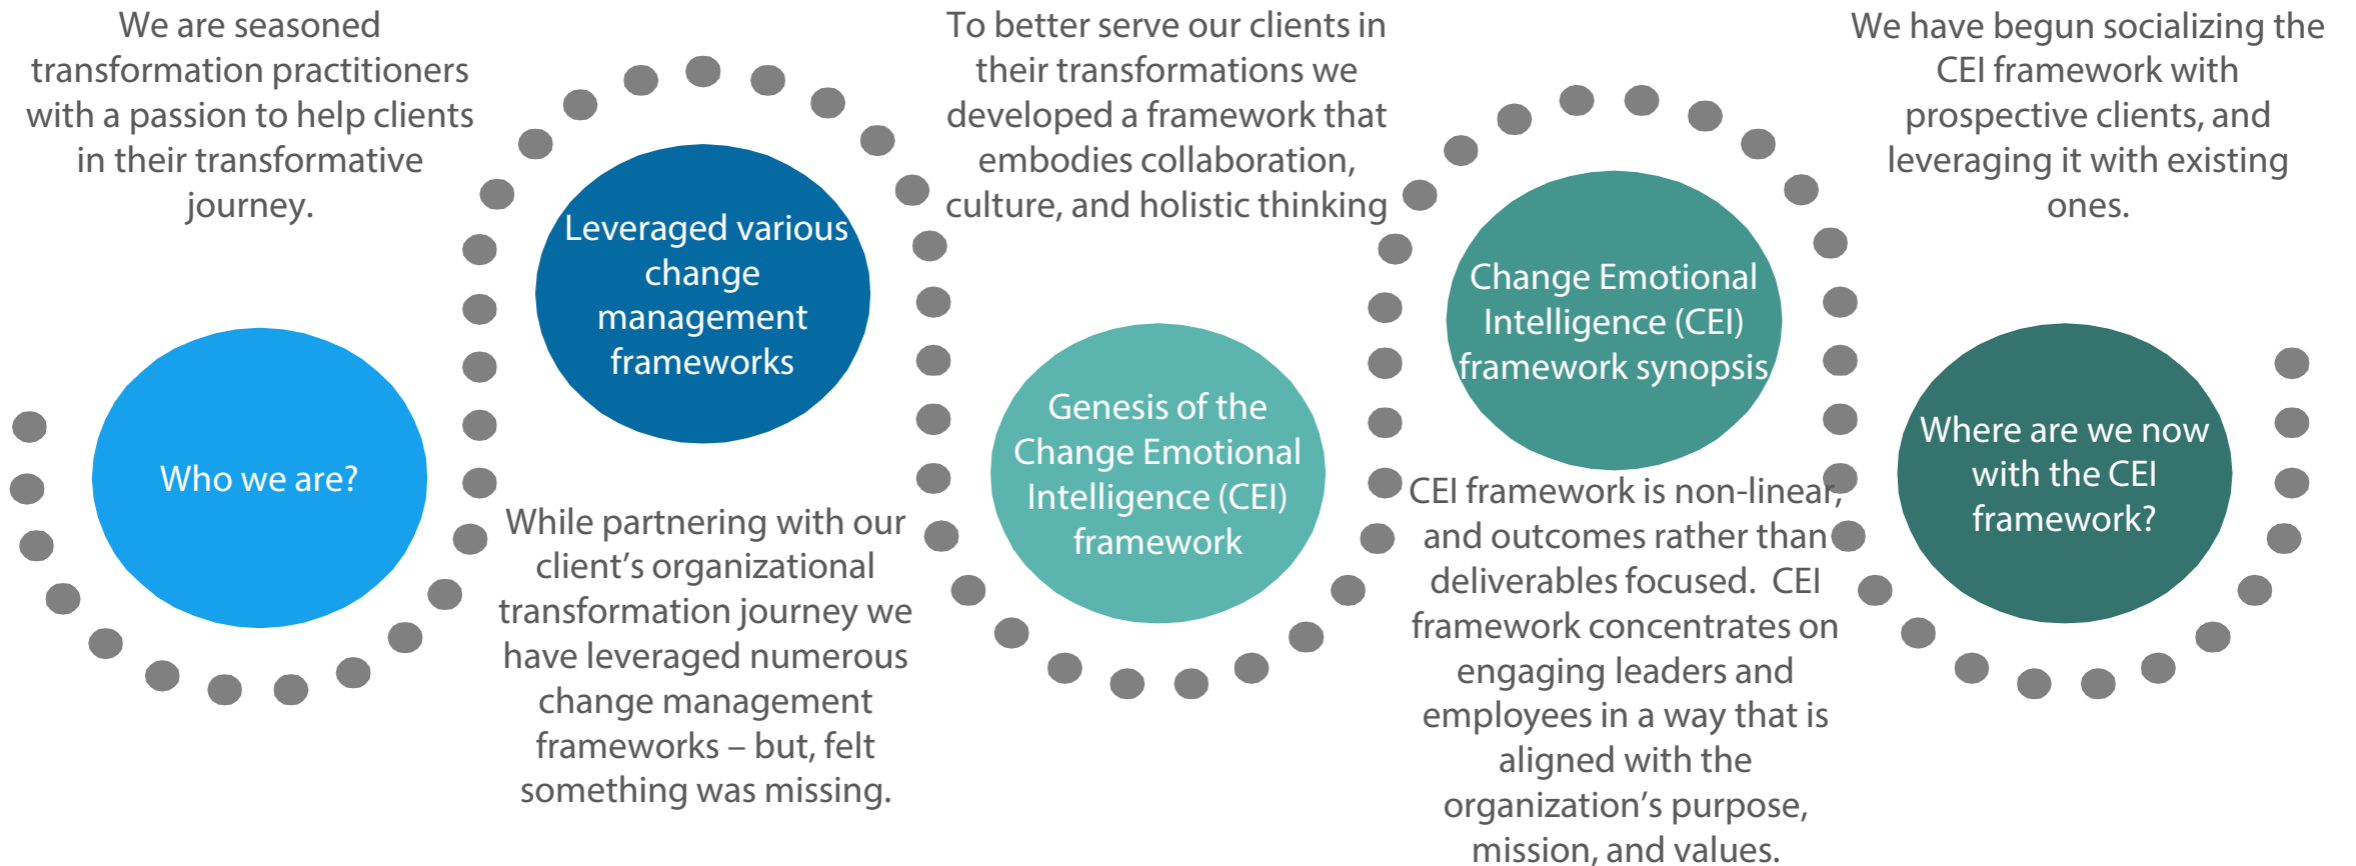 We are seasoned
transformation practitioners
with a passion to help clients
in their transformative
journey.
Who we are?
Leveraged various
change
management
frameworks
While partnering with our
client’s organizational
transformation journey we
have leveraged numerous
change management
frameworks – but, felt
something was missing.
To better serve our clients in
their transformations we
developed a framework that
embodies collaboration,
culture, and holistic thinking
Genesis of the
Change Emotional
Intelligence (CEI)
framework
Change Emotional
Intelligence (CEI)
framework synopsis
CEI framework is non-linear,
and outcomes rather than
deliverables focused.  CEI
framework concentrates on
engaging leaders and
employees in a way that is
aligned with the
organization’s purpose,
mission, and values.
We have begun socializing the
CEI framework with
prospective clients, and
leveraging it with existing
ones.
Where are we now
with the CEI
framework?